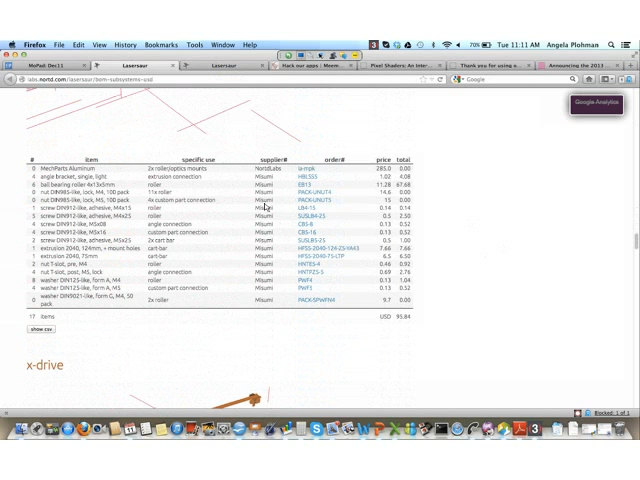 Firefox File Edit View History Bookmarks Tools Window Help 3 70% Tue 11:11 AM Angela Plohman
MoPad: Dec11 Lasersaur Lasersaur Hack our apps | Meem... Pixel Shaders: An Inter... Thank you for using o... Announcing the 2013 ...
labs.nortd.com/lasersaur/bom-subsystems-usd Google
Google Analytics
# item specific use supplier# order# price total
0 MechParts Aluminum 2x roller/optics mounts NortdLabs la-mpk 285.0 0.00
4 angle bracket, single, light extrusion connection Misumi HBLSS5 1.02 4.08
6 ball bearing roller 4x13x5mm roller Misumi EB13 11.28 67.68
0 nut DIN985-like, lock, M4, 100 pack 11x roller Misumi PACK-UNUT4 14.6 0.00
0 nut DIN985-like, lock, M5, 100 pack 4x custom part connection Misumi PACK-UNUT5 15 0.00
1 screw DIN912-like, adhesive, M4x15 roller Misumi LB4-15 0.14 0.14
5 screw DIN912-like, adhesive, M4x25 roller Misumi SUSLB4-25 0.5 2.50
4 screw DIN912-like, M5x08 angle connection Misumi CBS-8 0.13 0.52
4 screw DIN912-like, M5x16 custom part connection Misumi CBS-16 0.13 0.52
2 screw DIN912-like, adhesive, M5x25 2x cart bar Misumi SUSLB5-25 0.5 1.00
1 extrusion 2040, 124mm, + mount holes cart-bar Misumi 7.66 7.66
1 extrusion 2040, 75mm cart-bar Misumi HFS5-2040-75-LTP 6.5 6.50
2 nut T-slot, pre, M4 roller Misumi HNTE5-4 0.46 0.92
4 nut T-slot, post, M5, lock angle connection Misumi HNTPZ5-5 0.69 2.76
8 washer DIN125-like, form A, M4 roller Misumi PWF4 0.13 1.04
4 washer DIN125-like, form A, M5 custom part connection Misumi PWF5 0.13 0.52
0 washer DIN9021-like, form G, M4, 50 pack 2x roller Misumi PACK-SPWFN4 9.7 0.00
17 items USD 95.84
show csv
x-drive
Blocked: 1 of 1
3